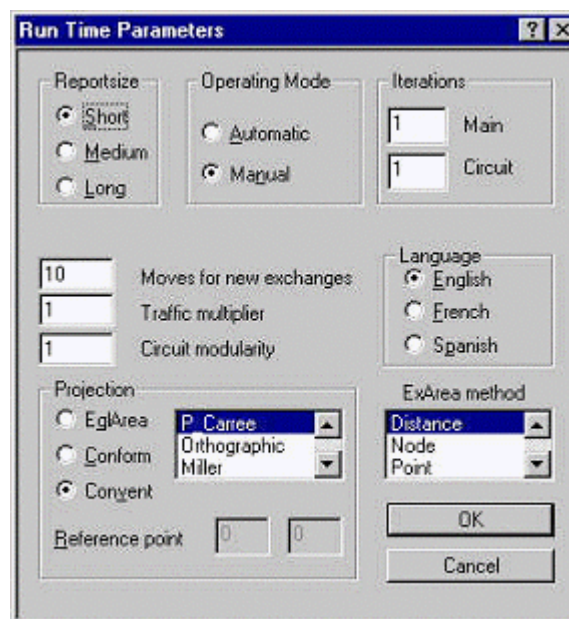 Run Time Parameters
Reportsize
Short
Medium
Long
Operating Mode
Automatic
Manual
Iterations
1 Main
1 Circuit
10 Moves for new exchanges
1 Traffic multiplier
1 Circuit modularity
Language
English
French
Spanish
Projection
EqlArea
Conform
Convent
P_Carree
Orthographic
Miller
Reference point 0 0
ExArea method
Distance
Node
Point
OK
Cancel